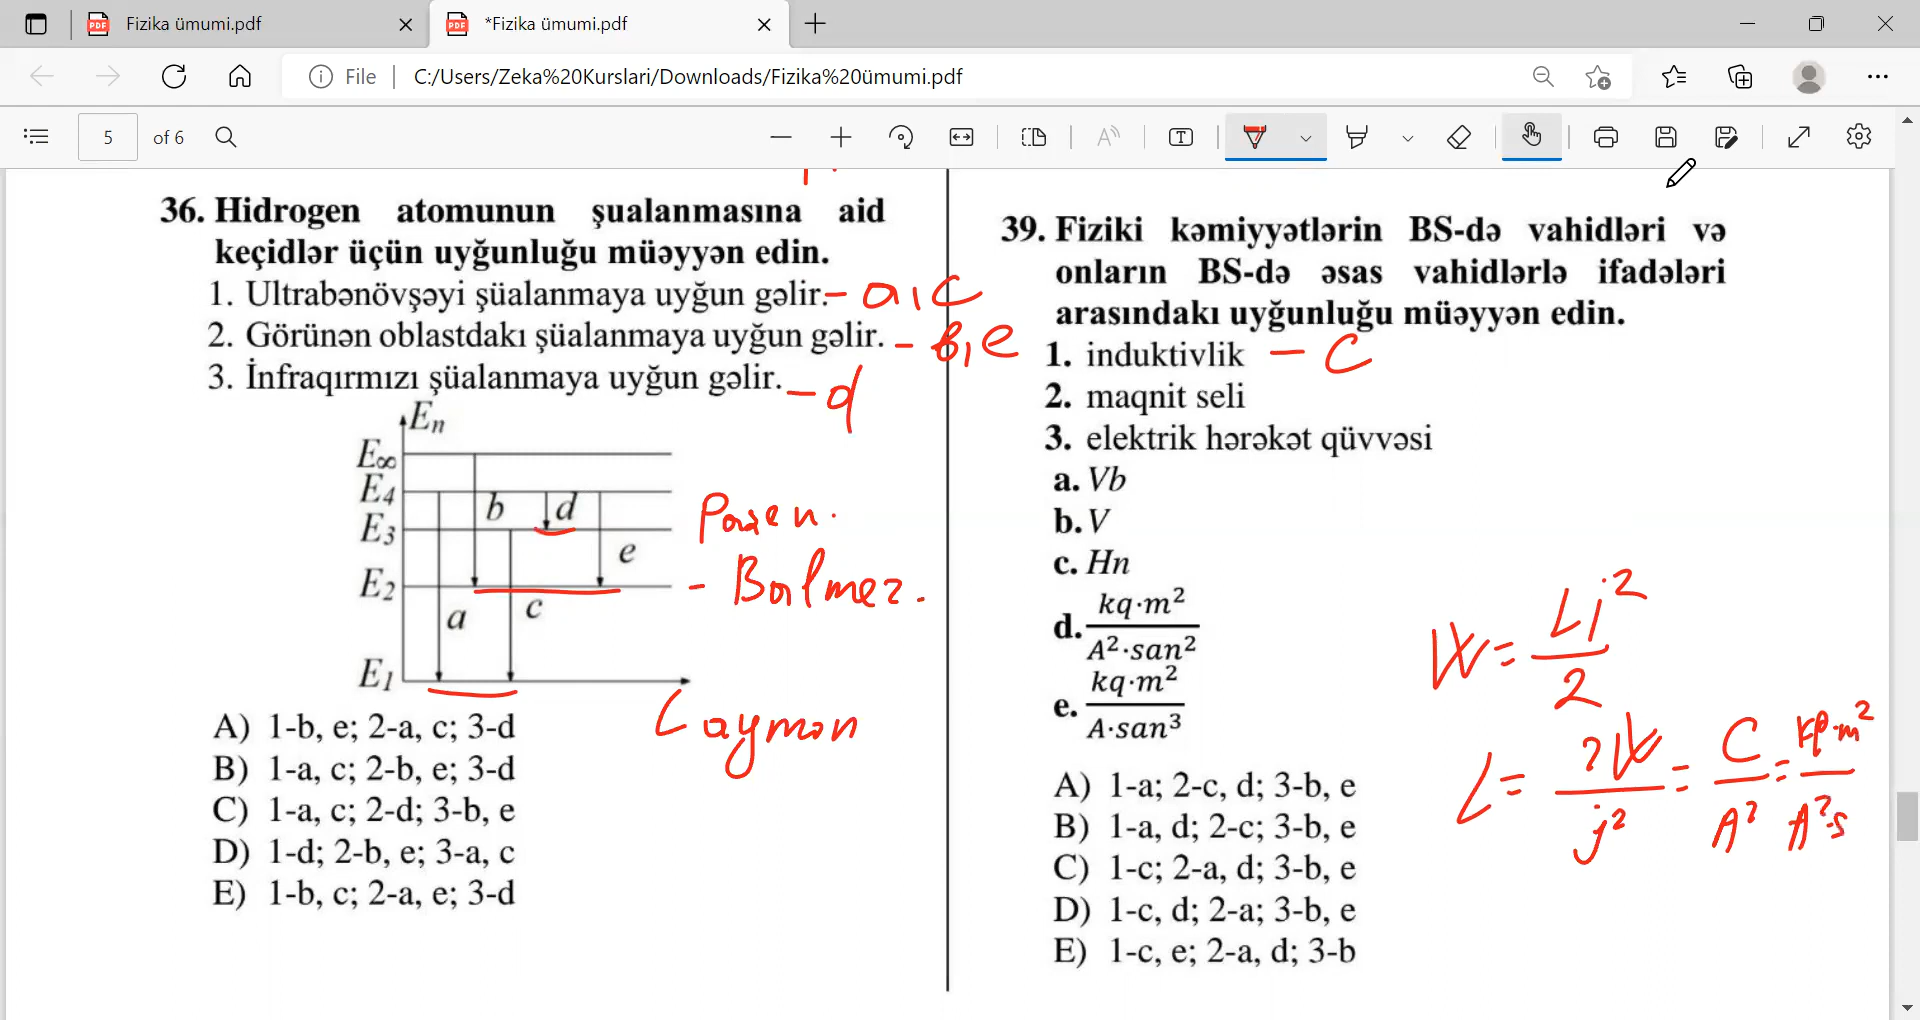 Fizika ümumi.pdf
*Fizika ümumi.pdf
File
C:/Users/Zeka%20Kurslari/Downloads/Fizika%20ümumi.pdf
5 of 6
36. Hidrogen atomunun şualanmasına aid
keçidlər üçün uyğunluğu müəyyən edin.
1. Ultrabənövşəyi şüalanmaya uyğun gəlir. - a, c
2. Görünən oblastdakı şüalanmaya uyğun gəlir. - b, e
3. İnfraqırmızı şüalanmaya uyğun gəlir. - d
En
E∞
E4
b d
E3
e
E2
- Balmer.
a c
E1
Layman
A) 1-b, e; 2-a, c; 3-d
B) 1-a, c; 2-b, e; 3-d
C) 1-a, c; 2-d; 3-b, e
D) 1-d; 2-b, e; 3-a, c
E) 1-b, c; 2-a, e; 3-d
39. Fiziki kəmiyyətlərin BS-də vahidləri və
onların BS-də əsas vahidlərlə ifadələri
arasındakı uyğunluğu müəyyən edin.
1. induktivlik - C
2. maqnit seli
3. elektrik hərəkət qüvvəsi
a. Vb
b. V
c. Hn
d. kq·m²
A²·san²
e. kq·m²
A·san³
W = Li²
2
L = 2W = C = kq·m²
i² A² A²·s
A) 1-a; 2-c, d; 3-b, e
B) 1-a, d; 2-c; 3-b, e
C) 1-c; 2-a, d; 3-b, e
D) 1-c, d; 2-a; 3-b, e
E) 1-c, e; 2-a, d; 3-b